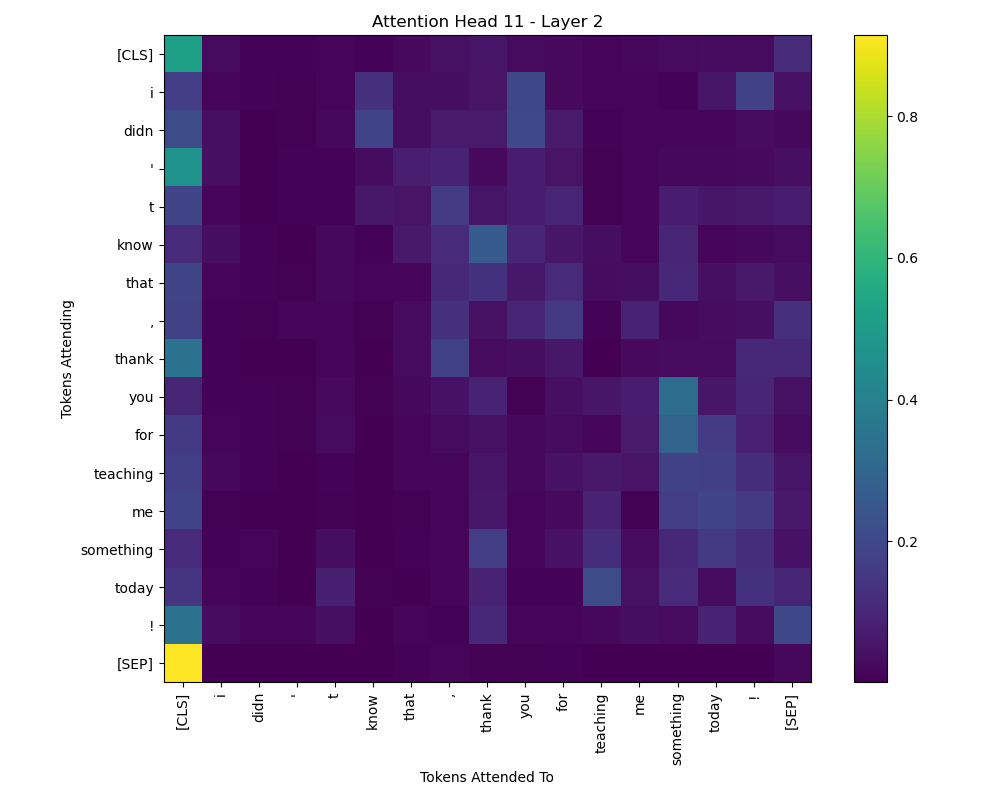 Attention Head 11 - Layer 2
Tokens Attending
[CLS]
i
didn
'
t
know
that
,
thank
you
for
teaching
me
something
today
!
[SEP]
[CLS]
i
didn
'
t
know
that
,
thank
you
for
teaching
me
something
today
!
[SEP]
Tokens Attended To
0.8
0.6
0.4
0.2